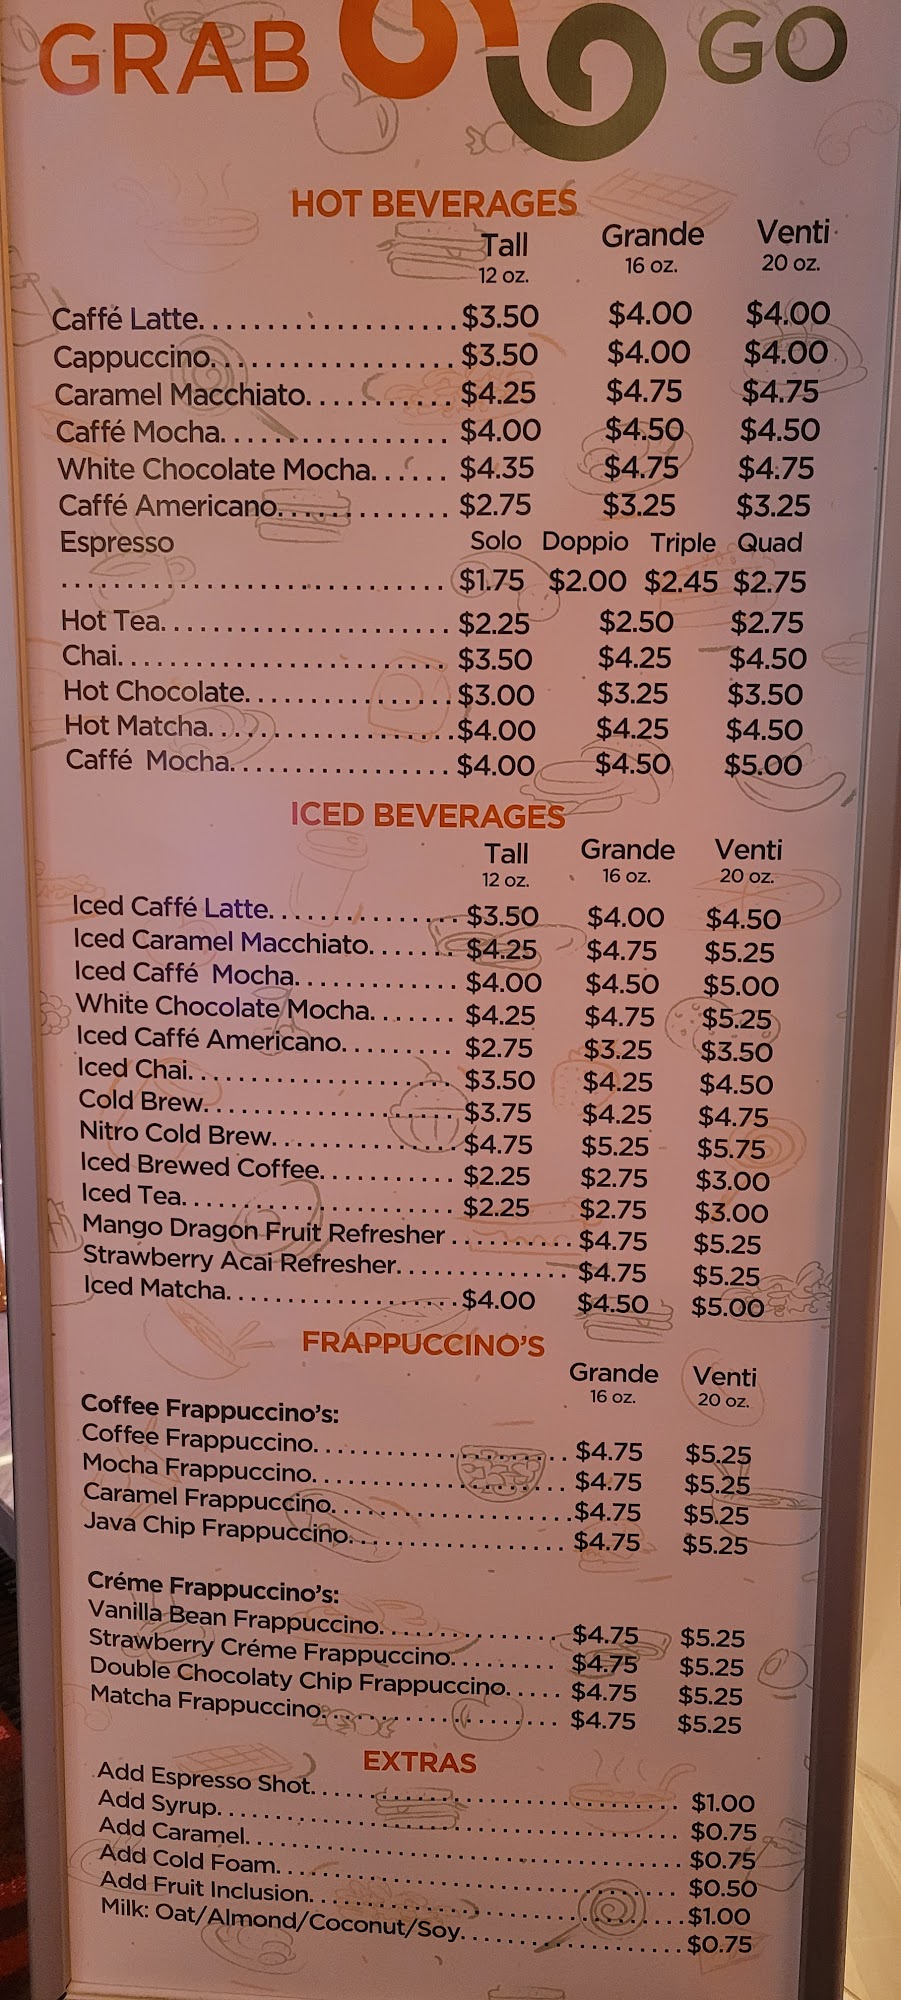 GRAB GO
HOT BEVERAGES
Tall Grande Venti
12 oz. 16 oz. 20 oz.
Caffé Latte.................... $3.50 $4.00 $4.00
Cappuccino.................... $3.50 $4.00 $4.00
Caramel Macchiato............ $4.25 $4.75 $4.75
Caffé Mocha.................. $4.00 $4.50 $4.50
White Chocolate Mocha...... $4.35 $4.75 $4.75
Caffé Americano............. $2.75 $3.25 $3.25
Espresso Solo Doppio Triple Quad
.............................. $1.75 $2.00 $2.45 $2.75
Hot Tea....................... $2.25 $2.50 $2.75
Chai.......................... $3.50 $4.25 $4.50
Hot Chocolate................ $3.00 $3.25 $3.50
Hot Matcha................... $4.00 $4.25 $4.50
Caffé Mocha................. $4.00 $4.50 $5.00
ICED BEVERAGES
Tall Grande Venti
12 oz. 16 oz. 20 oz.
Iced Caffé Latte............... $3.50 $4.00 $4.50
Iced Caramel Macchiato....... $4.25 $4.75 $5.25
Iced Caffé Mocha............. $4.00 $4.50 $5.00
White Chocolate Mocha....... $4.25 $4.75 $5.25
Iced Caffé Americano......... $2.75 $3.25 $3.50
Iced Chai..................... $3.50 $4.25 $4.50
Cold Brew.................... $3.75 $4.25 $4.75
Nitro Cold Brew.............. $4.75 $5.25 $5.75
Iced Brewed Coffee........... $2.25 $2.75 $3.00
Iced Tea...................... $2.25 $2.75 $3.00
Mango Dragon Fruit Refresher .......... $4.75 $5.25
Strawberry Acai Refresher.............. $4.75 $5.25
Iced Matcha.................. $4.00 $4.50 $5.00
FRAPPUCCINO'S
Grande Venti
16 oz. 20 oz.
Coffee Frappuccino's:
Coffee Frappuccino..................... $4.75 $5.25
Mocha Frappuccino..................... $4.75 $5.25
Caramel Frappuccino................... $4.75 $5.25
Java Chip Frappuccino.................. $4.75 $5.25
Créme Frappuccino's:
Vanilla Bean Frappuccino............... $4.75 $5.25
Strawberry Créme Frappuccino......... $4.75 $5.25
Double Chocolaty Chip Frappuccino..... $4.75 $5.25
Matcha Frappuccino.................... $4.75 $5.25
EXTRAS
Add Espresso Shot............................... $1.00
Add Syrup....................................... $0.75
Add Caramel..................................... $0.75
Add Cold Foam.................................. $0.50
Add Fruit Inclusion............................... $1.00
Milk: Oat/Almond/Coconut/Soy................... $0.75